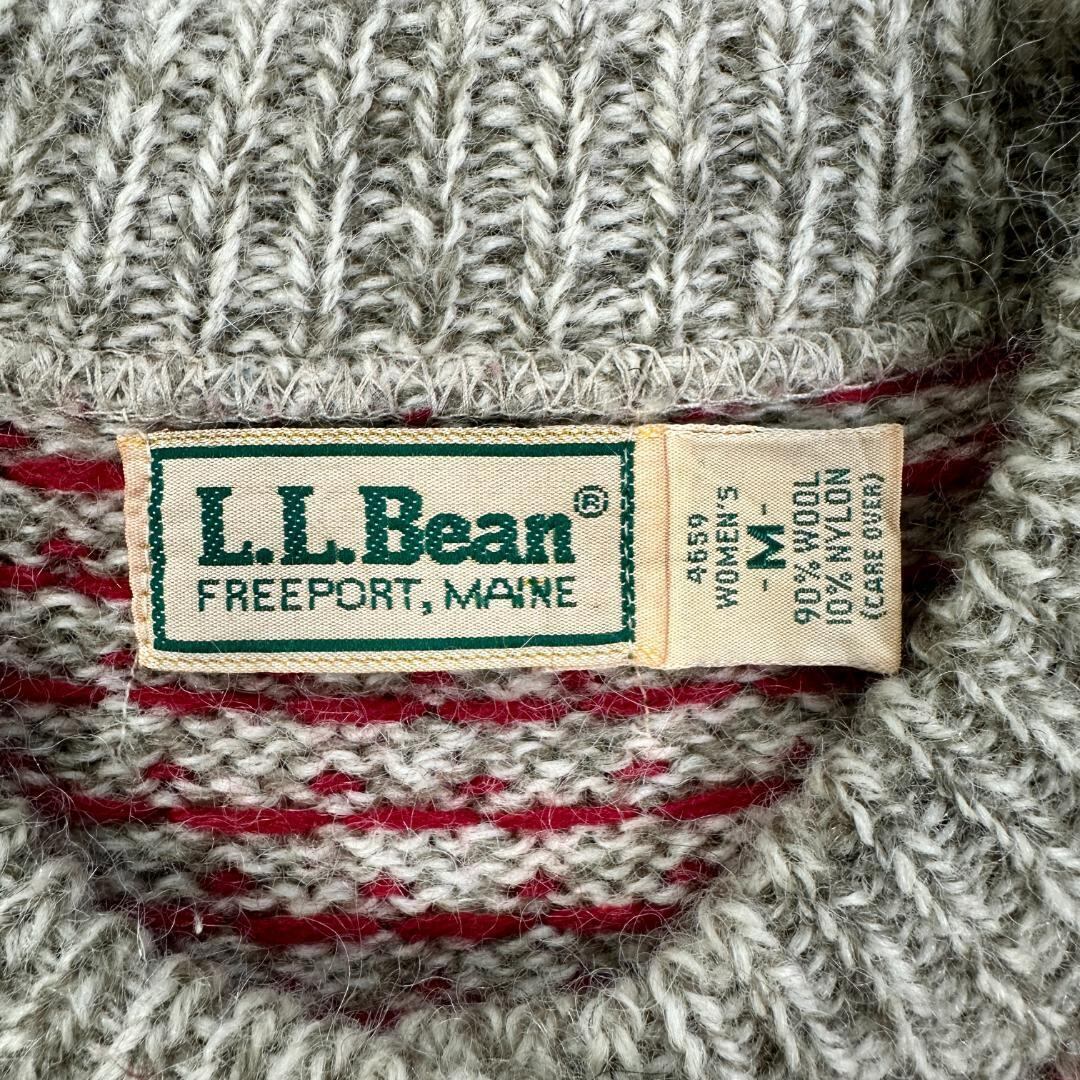 L.L.Bean®
FREEPORT, MAINE
4659
WOMEN'S
-M-
90% WOOL
10% NYLON
(CARE OVER)